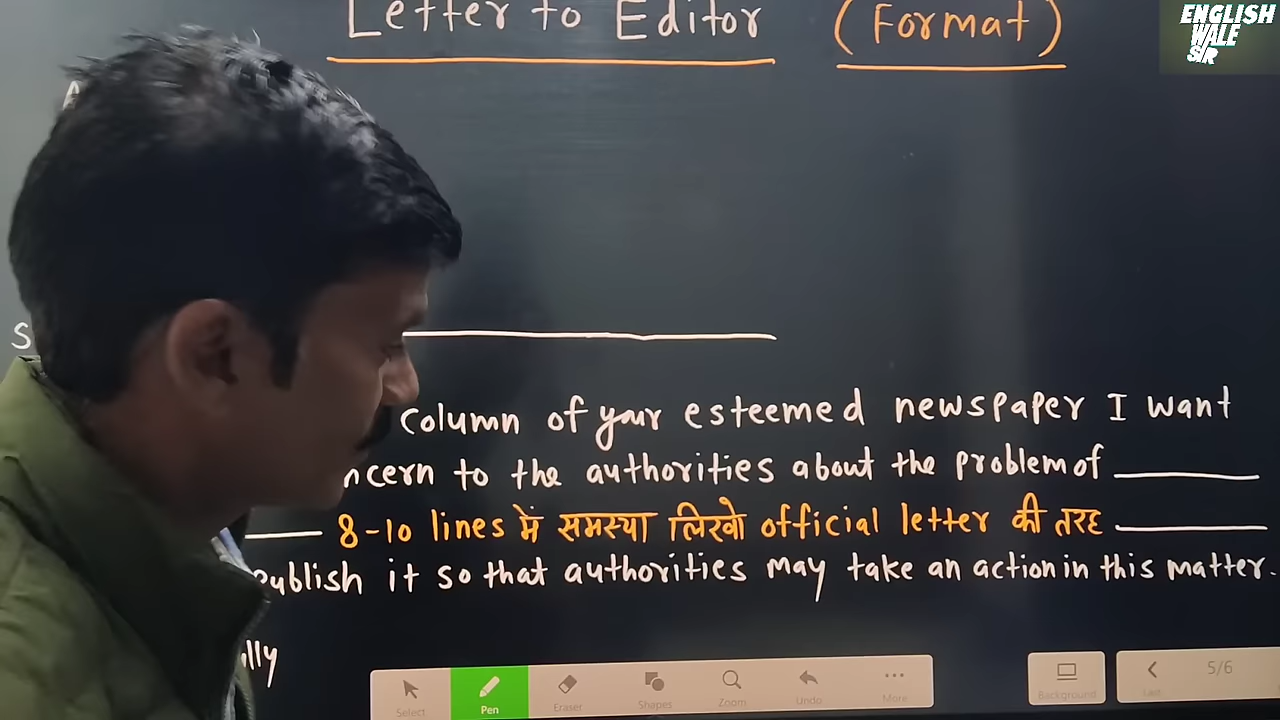 Letter to Editor (Format)
ENGLISH
WALE
SIR
S
Column of your esteemed newspaper I want
ncern to the authorities about the problem of
8-10 lines में समस्या लिखो official letter की तरह
publish it so that authorities may take an action in this matter.
lly
Select Pen Eraser Shapes Zoom Undo More Background Last 5/6